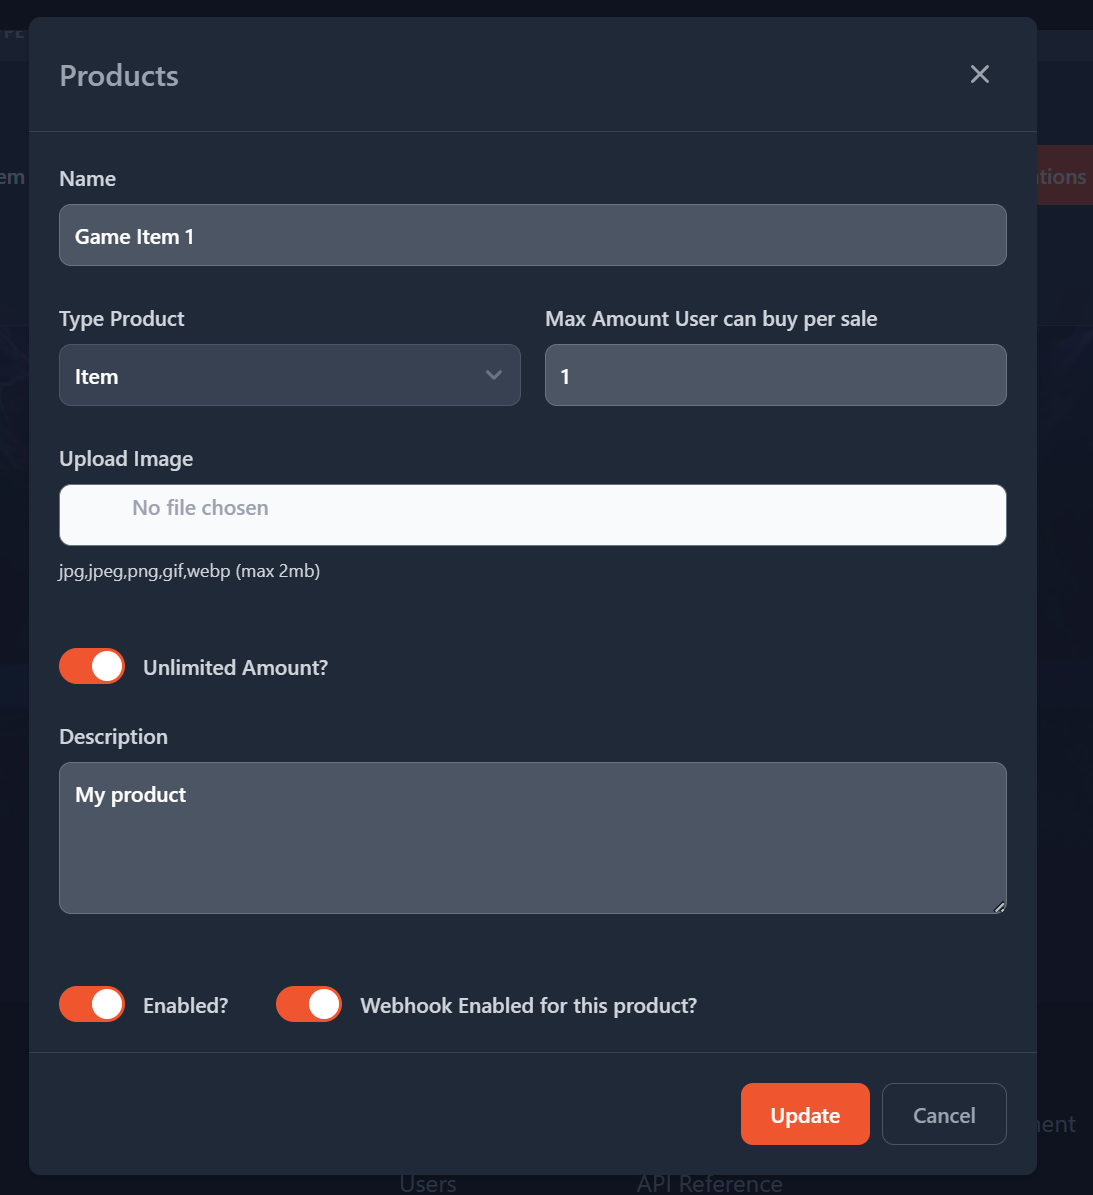 Products
em
tions
Name
Game Item 1
Type Product
Max Amount User can buy per sale
Item
1
Upload Image
No file chosen
jpg,jpeg,png,gif,webp (max 2mb)
Unlimited Amount?
Description
My product
Enabled?
Webhook Enabled for this product?
Update
Cancel
Users
API Reference